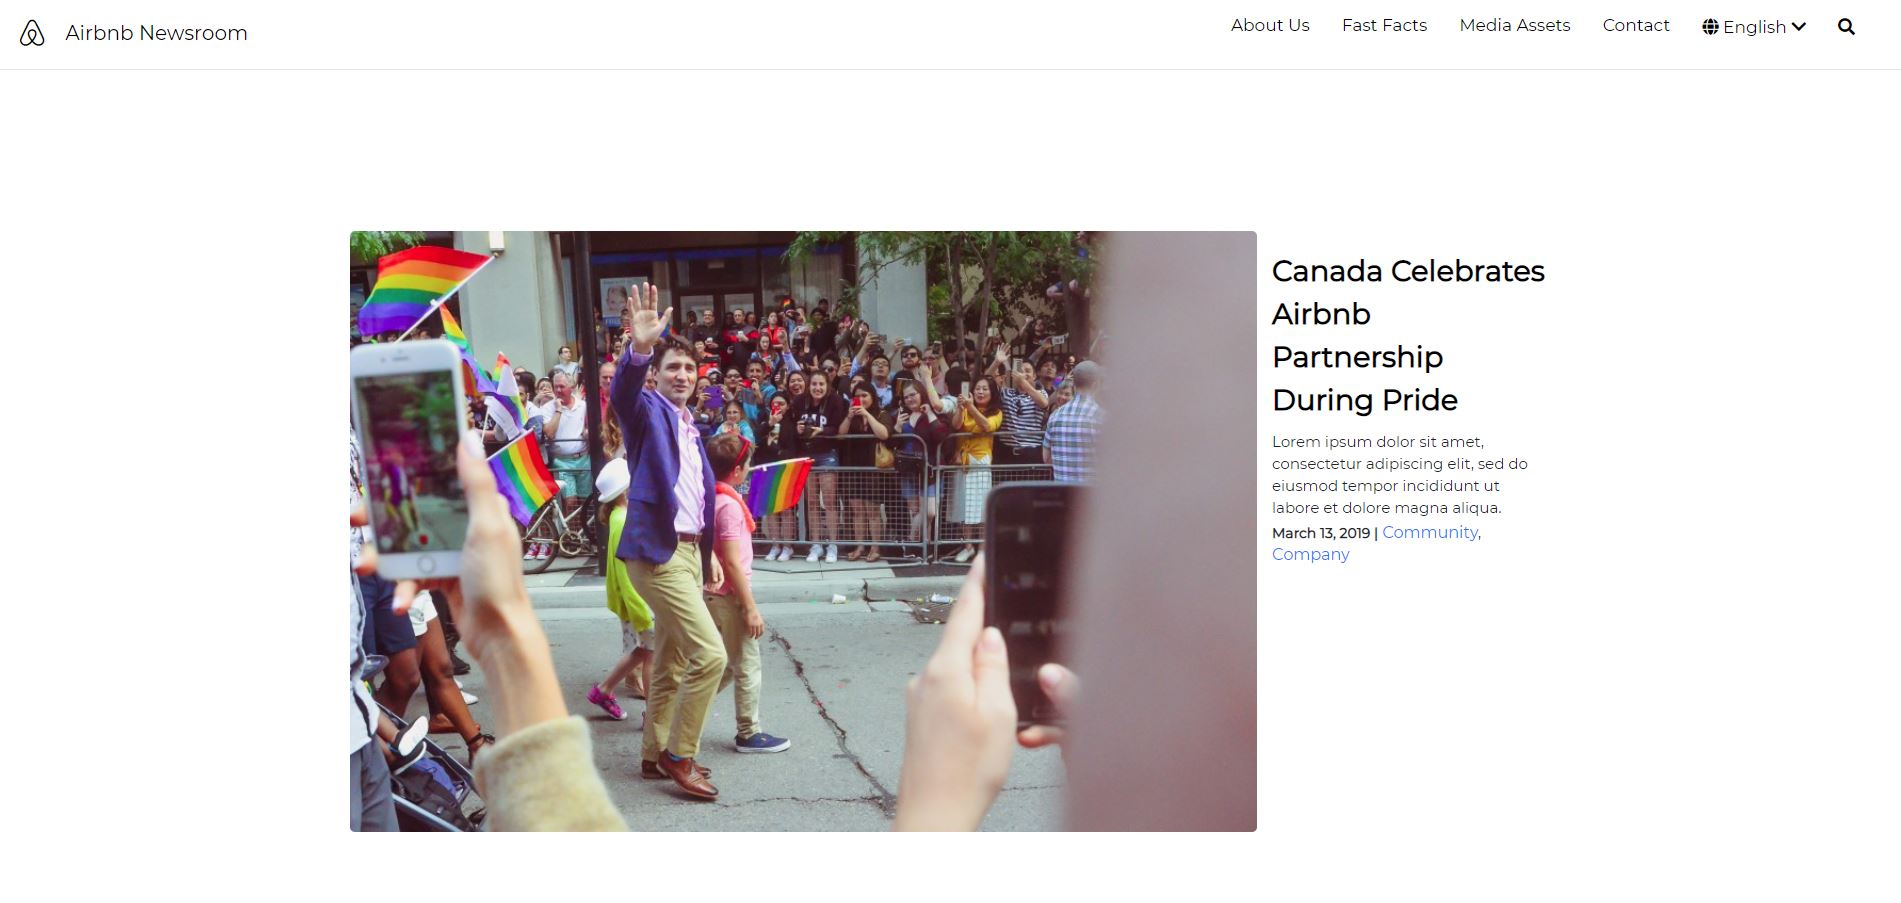 Airbnb Newsroom
About Us
Fast Facts
Media Assets
Contact
English
Canada Celebrates
Airbnb
Partnership
During Pride
Lorem ipsum dolor sit amet,
consectetur adipiscing elit, sed do
eiusmod tempor incididunt ut
labore et dolore magna aliqua.
March 13, 2019 | Community,
Company